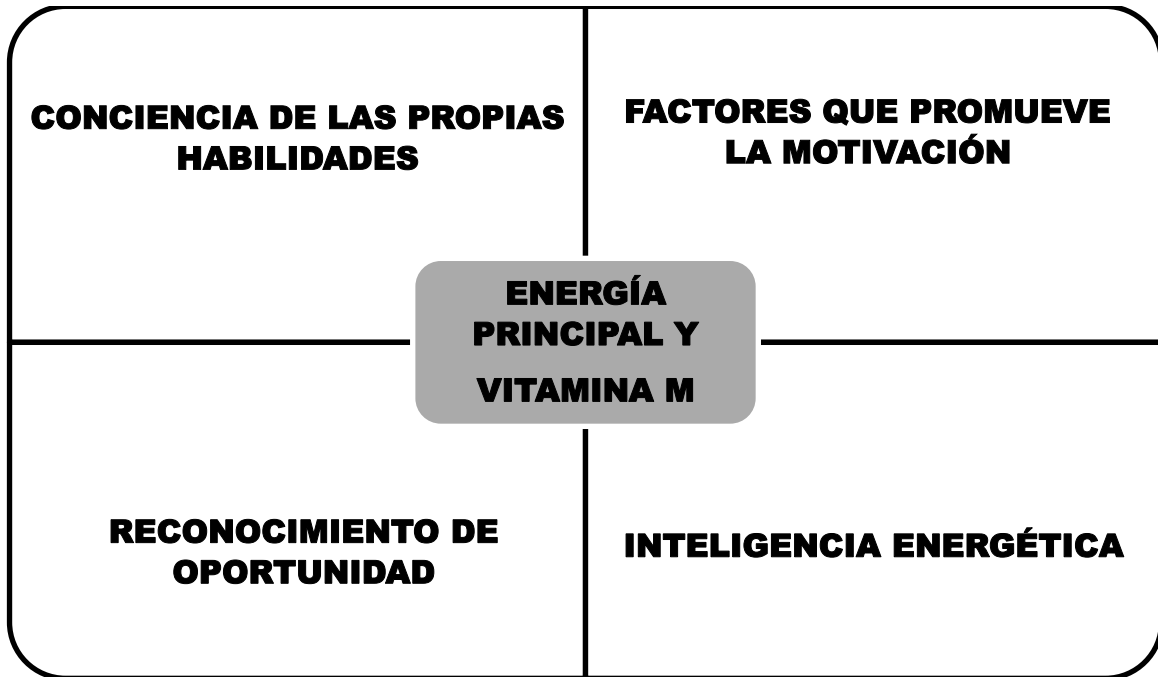 CONCIENCIA DE LAS PROPIAS
HABILIDADES
FACTORES QUE PROMUEVE
LA MOTIVACIÓN
ENERGÍA
PRINCIPAL Y
VITAMINA M
RECONOCIMIENTO DE
OPORTUNIDAD
INTELIGENCIA ENERGÉTICA